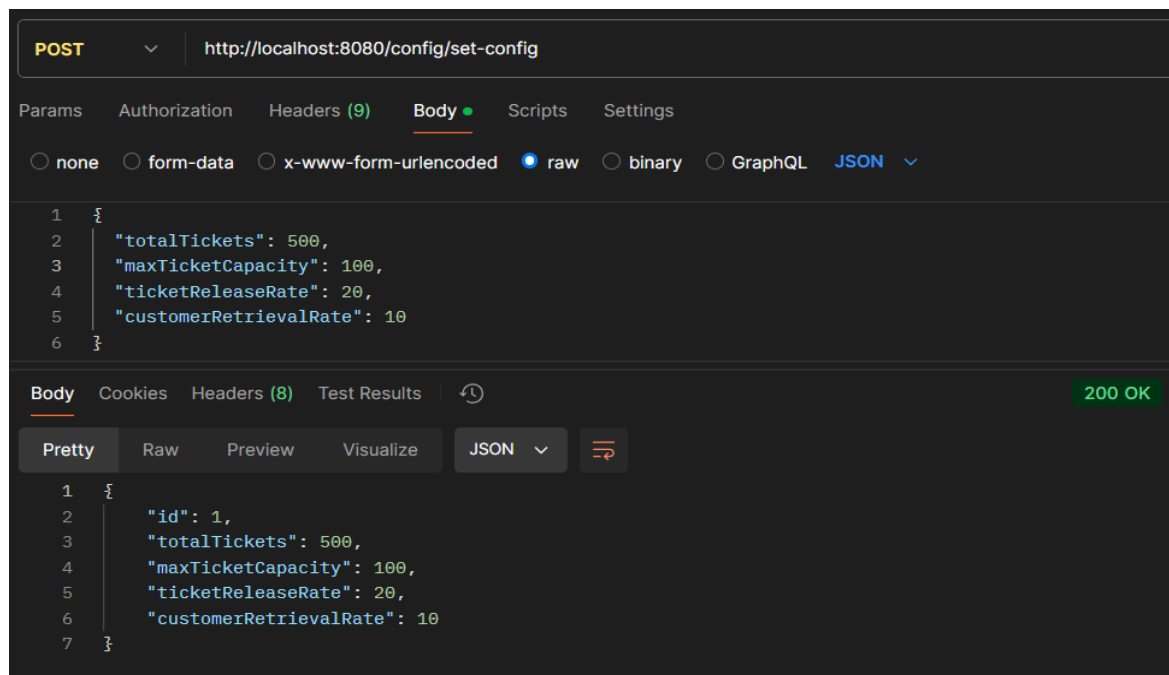 POST http://localhost:8080/config/set-config
Params Authorization Headers (9) Body Scripts Settings
none form-data x-www-form-urlencoded raw binary GraphQL JSON
1 {
2 "totalTickets": 500,
3 "maxTicketCapacity": 100,
4 "ticketReleaseRate": 20,
5 "customerRetrievalRate": 10
6 }
Body Cookies Headers (8) Test Results 200 OK
Pretty Raw Preview Visualize JSON
1 {
2 "id": 1,
3 "totalTickets": 500,
4 "maxTicketCapacity": 100,
5 "ticketReleaseRate": 20,
6 "customerRetrievalRate": 10
7 }